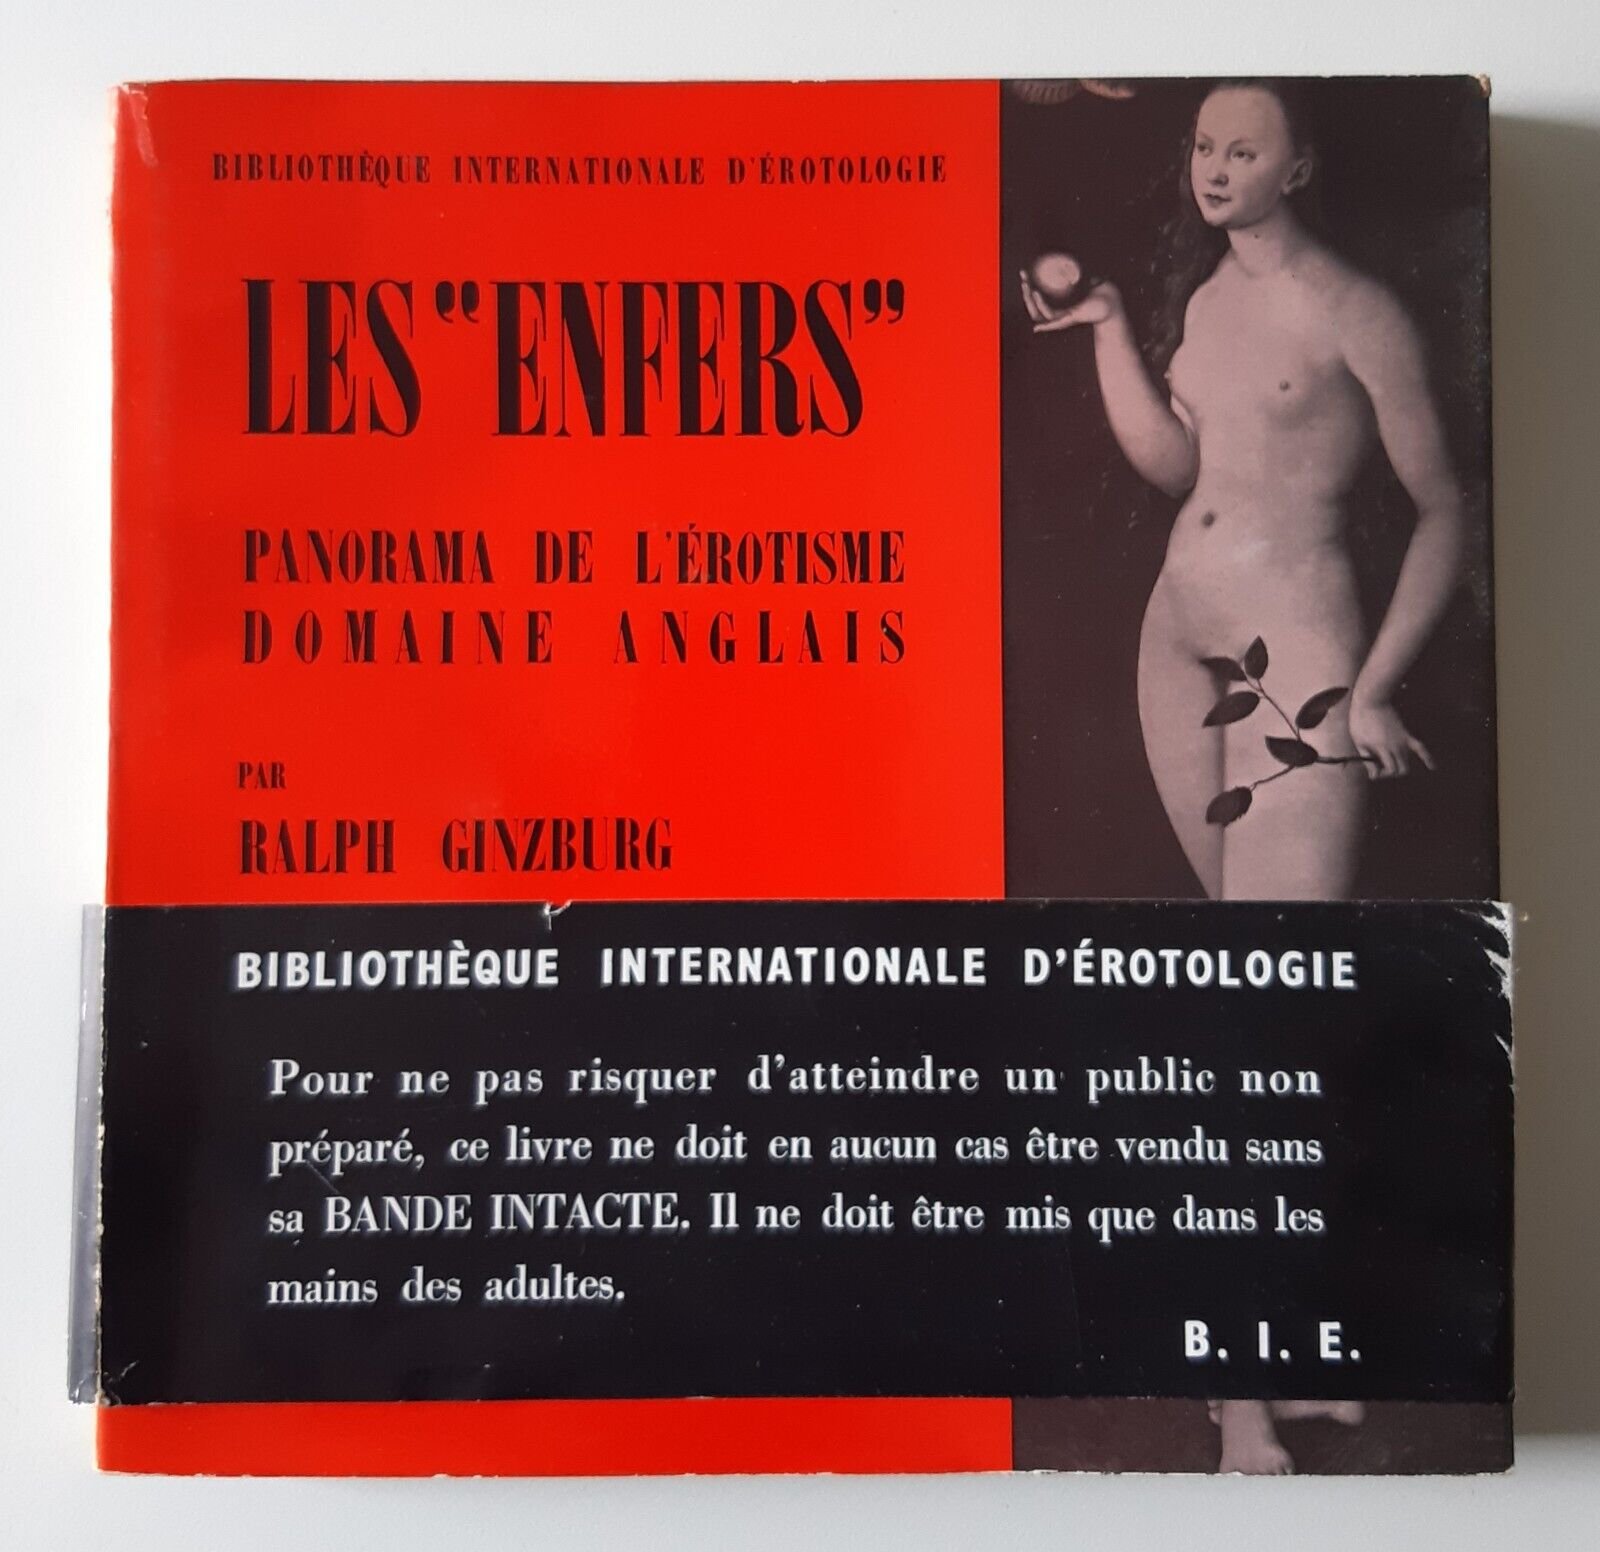 BIBLIOTHÈQUE INTERNATIONALE D'ÉROTOLOGIE
LES "ENFERS"
PANORAMA DE L'ÉROTISME
DOMAINE ANGLAIS
PAR
RALPH GINZBURG
BIBLIOTHÈQUE INTERNATIONALE D'ÉROTOLOGIE
Pour ne pas risquer d'atteindre un public non
préparé, ce livre ne doit en aucun cas être vendu sans
sa BANDE INTACTE. Il ne doit être mis que dans les
mains des adultes.
B. I. E.